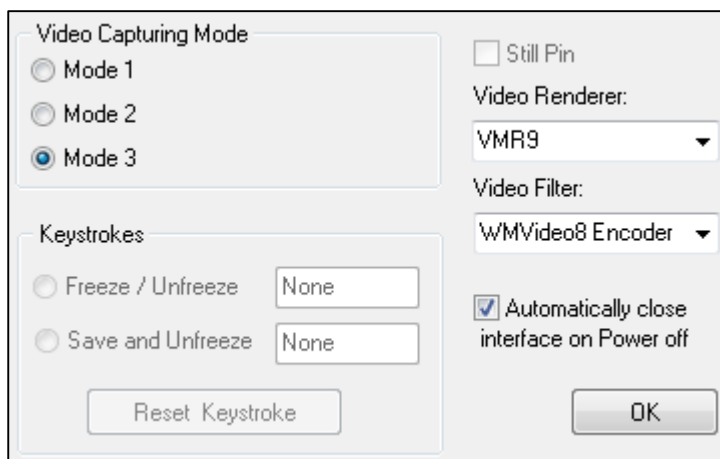 Video Capturing Mode
Mode 1
Mode 2
Mode 3
Keystrokes
Freeze / Unfreeze None
Save and Unfreeze None
Reset Keystroke
Still Pin
Video Renderer:
VMR9
Video Filter:
WMVideo8 Encoder
Automatically close
interface on Power off
OK